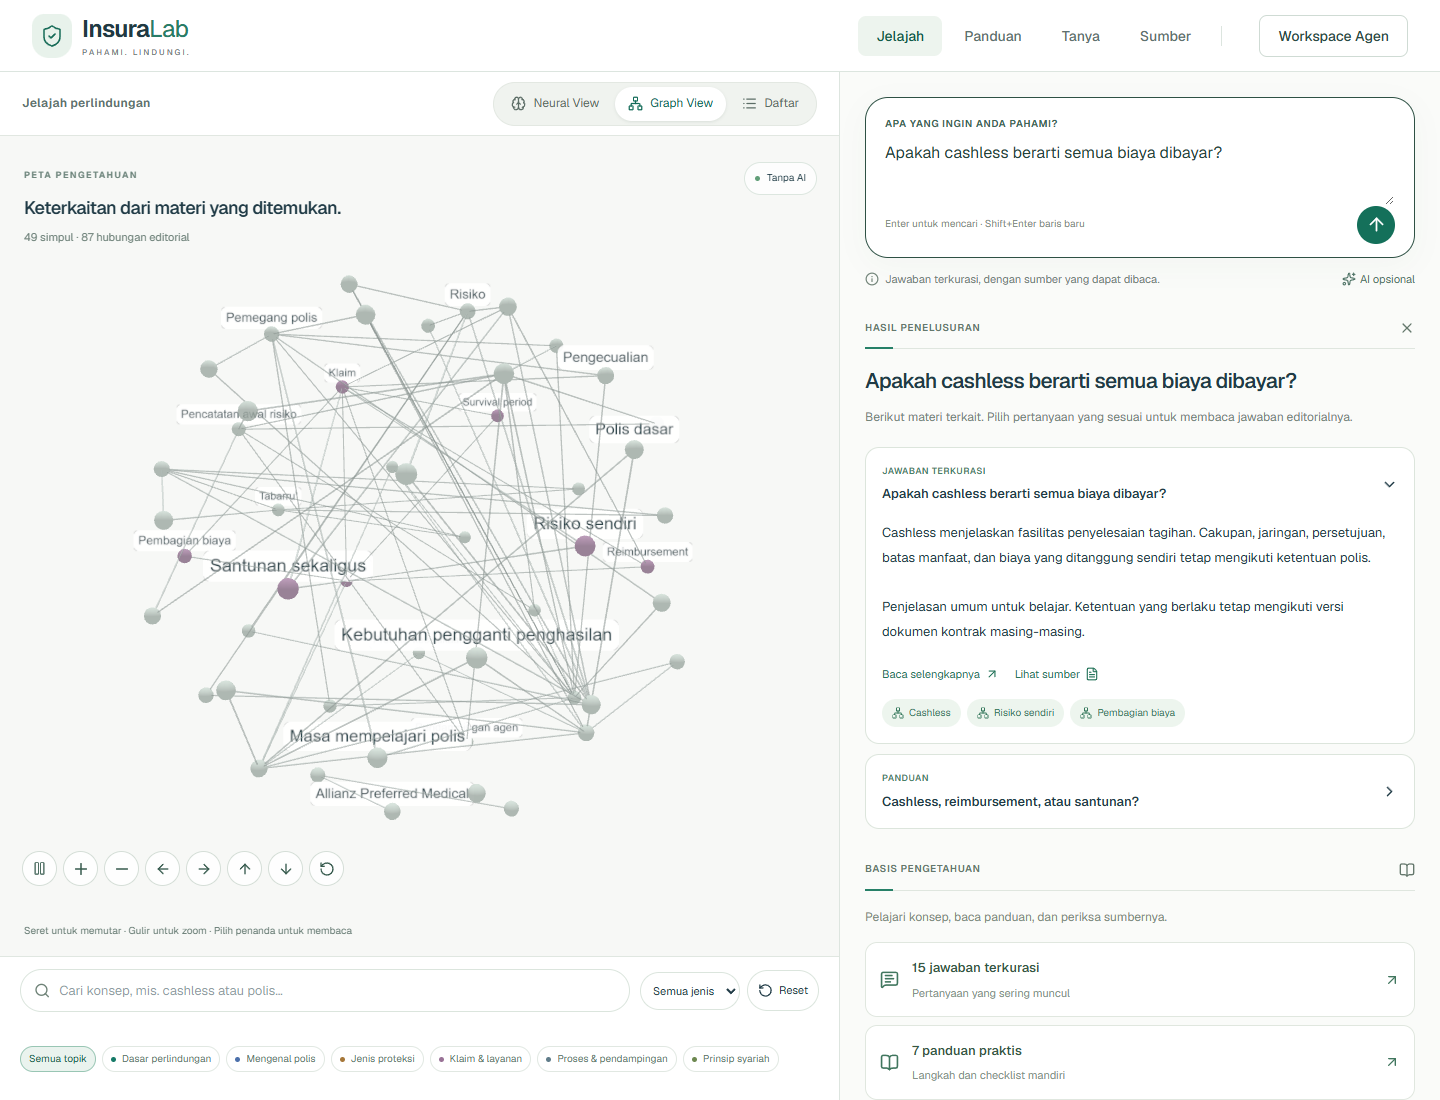 InsuraLab
PAHAMI. LINDUNGI.
Jelajah
Panduan
Tanya
Sumber
Workspace Agen
Jelajah perlindungan
Neural View
Graph View
Daftar
PETA PENGETAHUAN
Tanpa AI
Keterkaitan dari materi yang ditemukan.
49 simpul · 87 hubungan editorial
Risiko
Pemegang polis
Pengecualian
Klaim
Survival period
Pencatatan awal risiko
Polis dasar
Tabarru'
Risiko sendiri
Pembagian biaya
Reimbursement
Santunan sekaligus
Kebutuhan pengganti penghasilan
Masa mempelajari polis
gan agen
Allianz Preferred Medical
Seret untuk memutar · Gulir untuk zoom · Pilih penanda untuk membaca
Cari konsep, mis. cashless atau polis...
Semua jenis
Reset
Semua topik
Dasar perlindungan
Mengenal polis
Jenis proteksi
Klaim & layanan
Proses & pendampingan
Prinsip syariah
APA YANG INGIN ANDA PAHAMI?
Apakah cashless berarti semua biaya dibayar?
Enter untuk mencari · Shift+Enter baris baru
Jawaban terkurasi, dengan sumber yang dapat dibaca.
AI opsional
HASIL PENELUSURAN
Apakah cashless berarti semua biaya dibayar?
Berikut materi terkait. Pilih pertanyaan yang sesuai untuk membaca jawaban editorialnya.
JAWABAN TERKURASI
Apakah cashless berarti semua biaya dibayar?
Cashless menjelaskan fasilitas penyelesaian tagihan. Cakupan, jaringan, persetujuan,
batas manfaat, dan biaya yang ditanggung sendiri tetap mengikuti ketentuan polis.
Penjelasan umum untuk belajar. Ketentuan yang berlaku tetap mengikuti versi
dokumen kontrak masing-masing.
Baca selengkapnya
Lihat sumber
Cashless
Risiko sendiri
Pembagian biaya
PANDUAN
Cashless, reimbursement, atau santunan?
BASIS PENGETAHUAN
Pelajari konsep, baca panduan, dan periksa sumbernya.
15 jawaban terkurasi
Pertanyaan yang sering muncul
7 panduan praktis
Langkah dan checklist mandiri